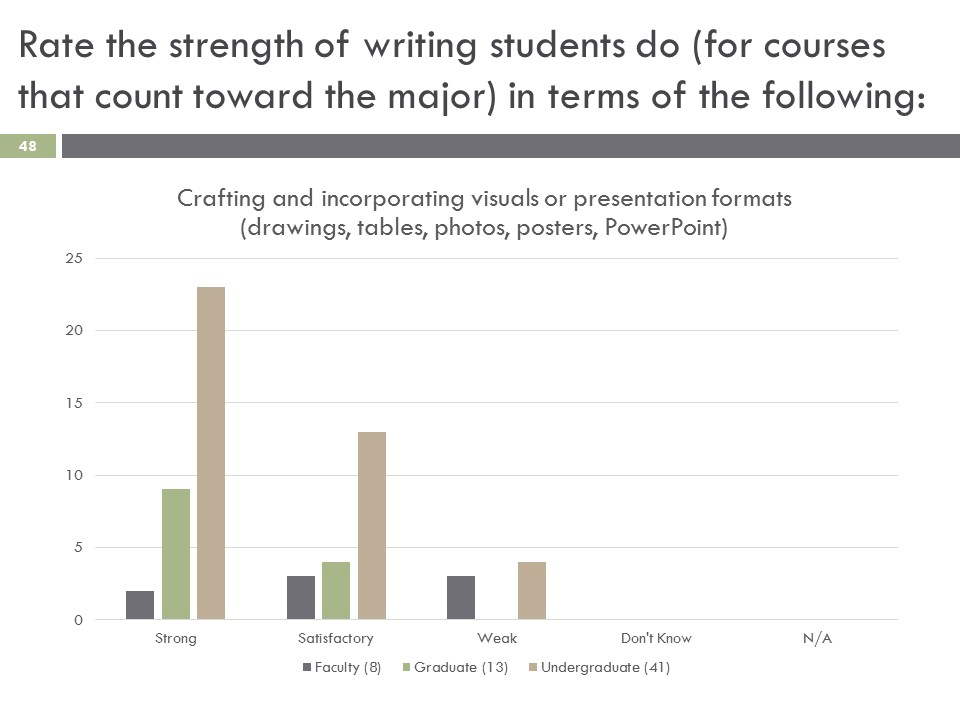 Rate the strength of writing students do (for courses
that count toward the major) in terms of the following:
48
Crafting and incorporating visuals or presentation formats
(drawings, tables, photos, posters, PowerPoint)
25
20
15
10
5
0
Strong Satisfactory Weak Don't Know N/A
Faculty (8) Graduate (13) Undergraduate (41)